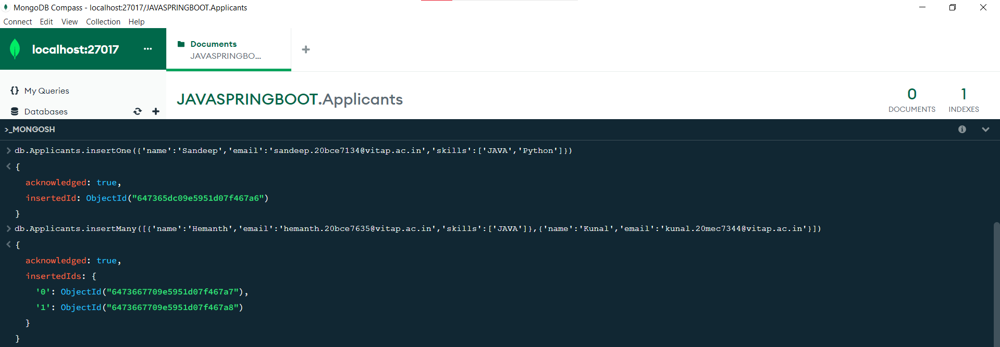 MongoDB Compass - localhost:27017/JAVASPRINGBOOT.Applicants
Connect Edit View Collection Help
localhost:27017 ...
Documents
JAVASPRINGBO...
+
{} My Queries
Databases
JAVASPRINGBOOT.Applicants
0
DOCUMENTS
1
INDEXES
>_MONGOSH
> db.Applicants.insertOne({'name':'Sandeep','email':'sandeep.20bce7134@vitap.ac.in','skills':['JAVA','Python']})
< {
acknowledged: true,
insertedId: ObjectId("647365dc09e5951d07f467a6")
}
> db.Applicants.insertMany([{'name':'Hemanth','email':'hemanth.20bce7635@vitap.ac.in','skills':['JAVA']},{'name':'Kunal','email':'kunal.20mec7344@vitap.ac.in'}])
< {
acknowledged: true,
insertedIds: {
'0': ObjectId("6473667709e5951d07f467a7"),
'1': ObjectId("6473667709e5951d07f467a8")
}
}